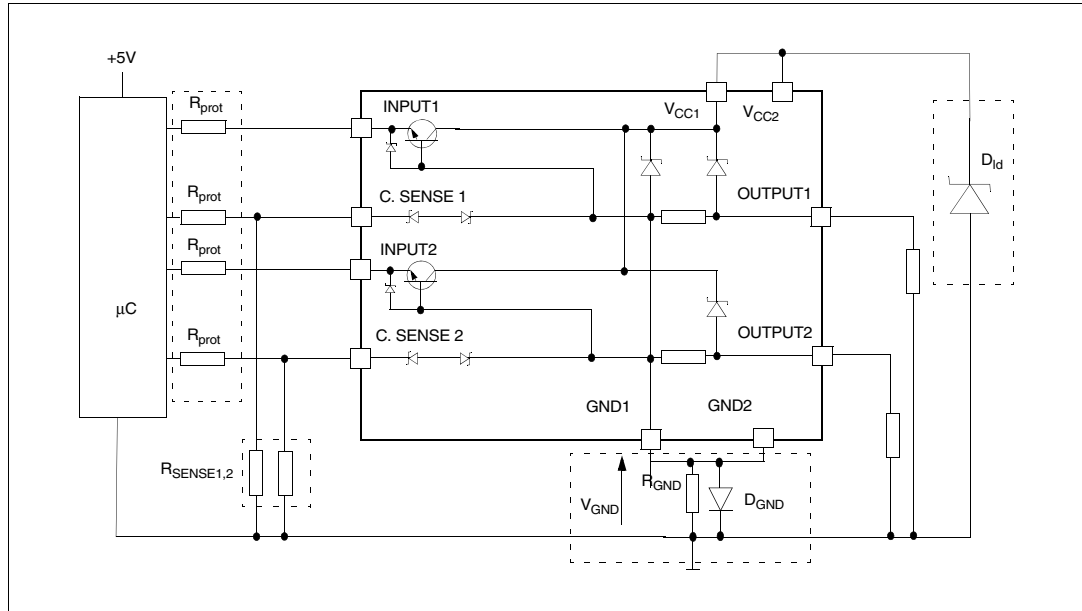 +5V
Rprot
INPUT1
VCC1
VCC2
Dld
Rprot
C. SENSE 1
OUTPUT1
Rprot
INPUT2
μC
Rprot
C. SENSE 2
OUTPUT2
GND1
GND2
RSENSE1,2
RGND
VGND
DGND